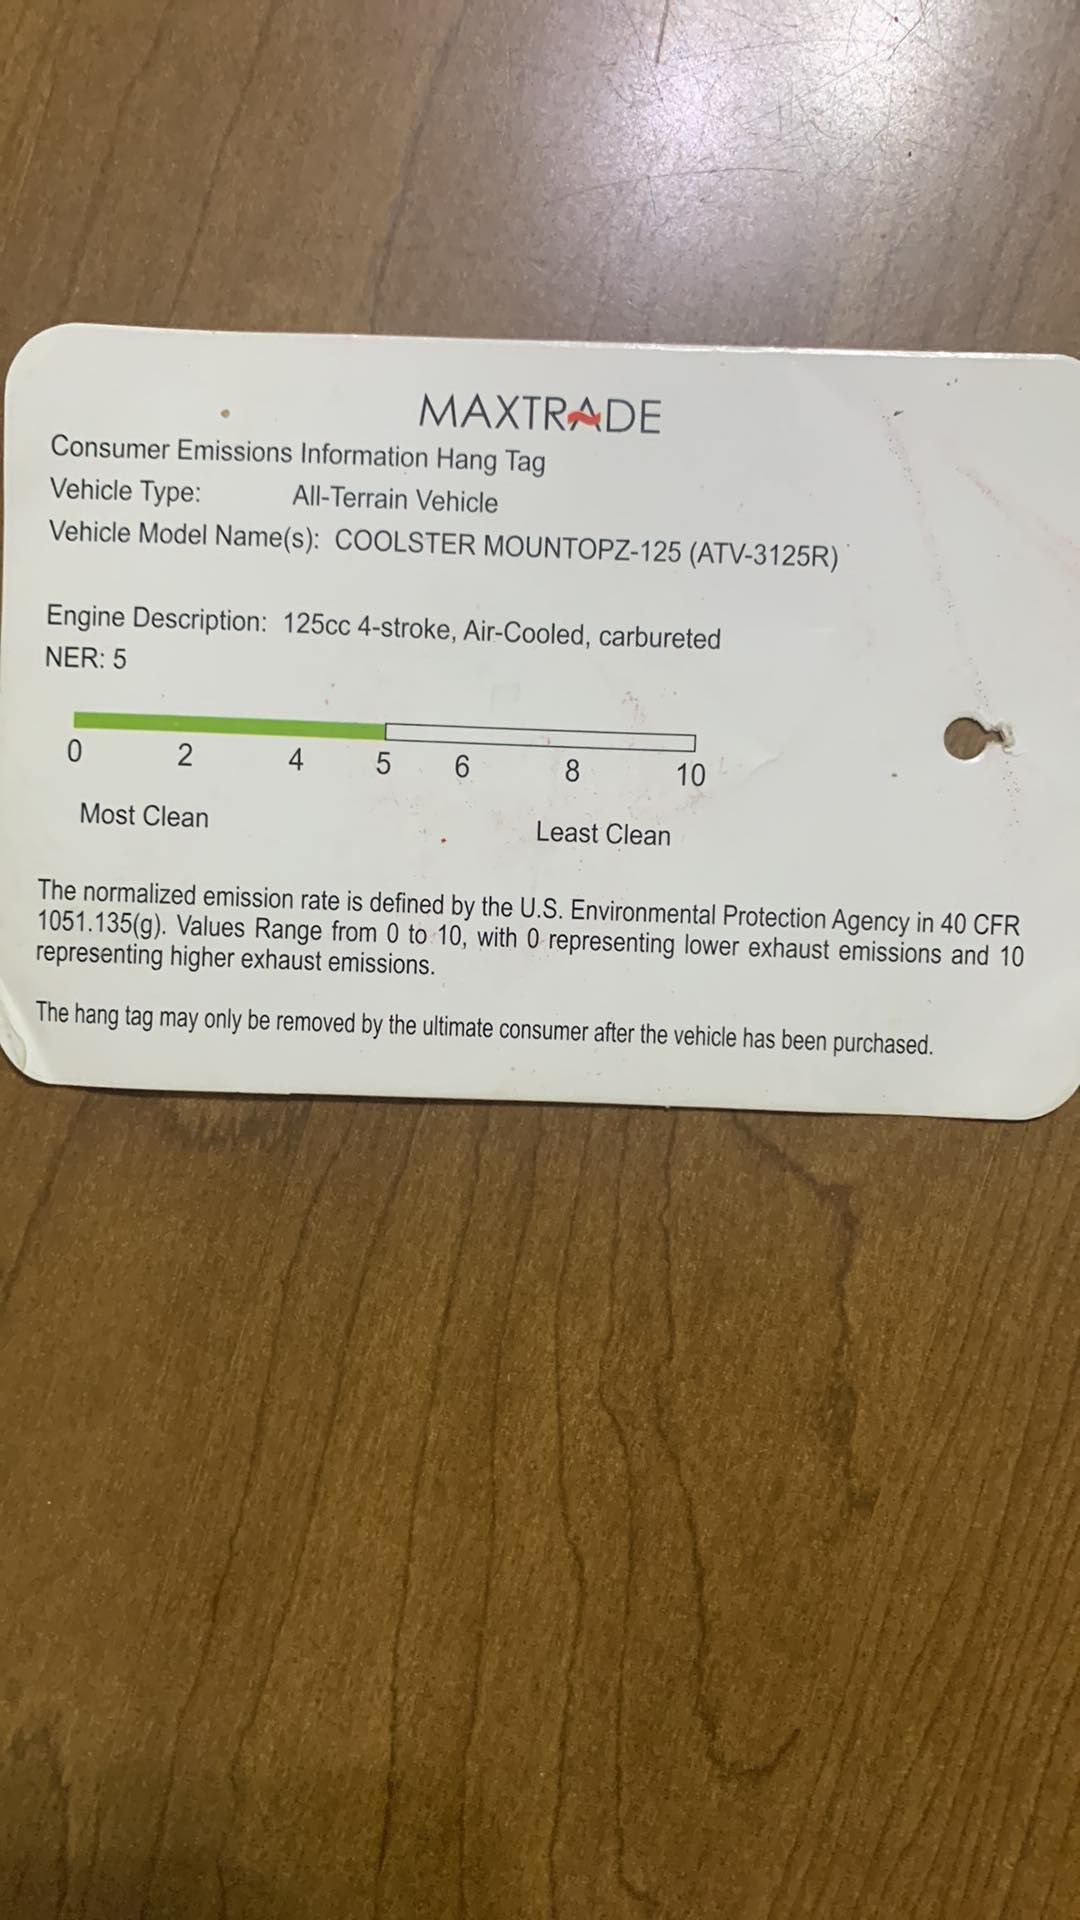 MAXTRADE
Consumer Emissions Information Hang Tag
Vehicle Type: All-Terrain Vehicle
Vehicle Model Name(s): COOLSTER MOUNTOPZ-125 (ATV-3125R)
Engine Description: 125cc 4-stroke, Air-Cooled, carbureted
NER: 5
0 2 4 5 6 8 10
Most Clean Least Clean
The normalized emission rate is defined by the U.S. Environmental Protection Agency in 40 CFR
1051.135(g). Values Range from 0 to 10, with 0 representing lower exhaust emissions and 10
representing higher exhaust emissions.
The hang tag may only be removed by the ultimate consumer after the vehicle has been purchased.